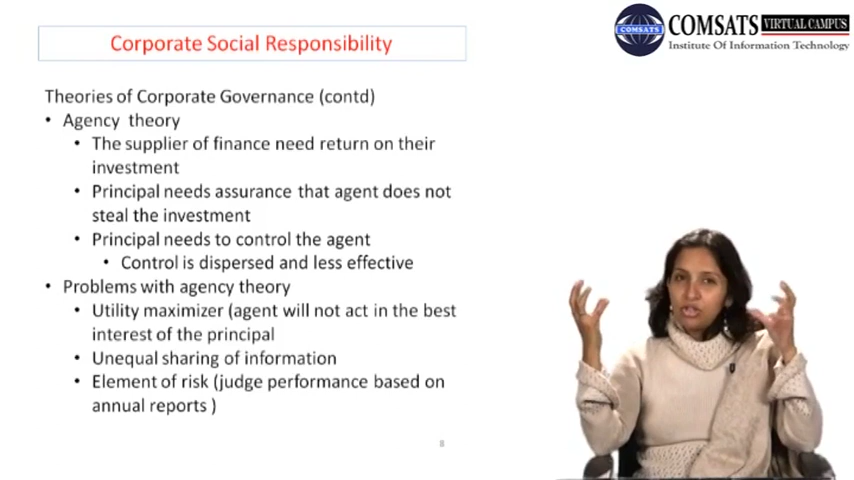 COMSATS VIRTUAL CAMPUS
COMSATS
Institute Of Information Technology
Corporate Social Responsibility
Theories of Corporate Governance (contd)
• Agency theory
• The supplier of finance need return on their
investment
• Principal needs assurance that agent does not
steal the investment
• Principal needs to control the agent
• Control is dispersed and less effective
• Problems with agency theory
• Utility maximizer (agent will not act in the best
interest of the principal
• Unequal sharing of information
• Element of risk (judge performance based on
annual reports )
8